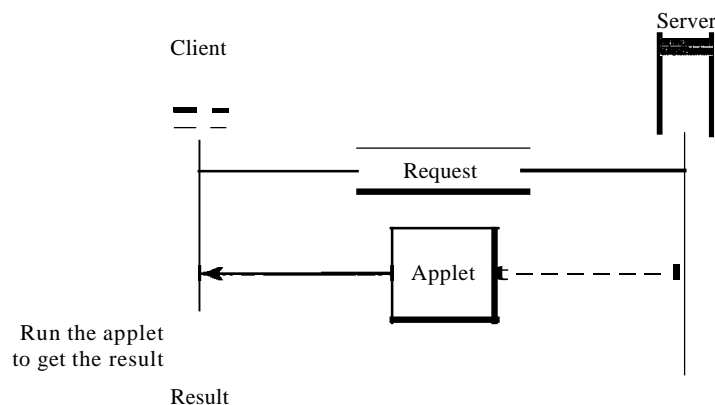 Server
Client
Request
Applet
Run the applet
to get the result
Result